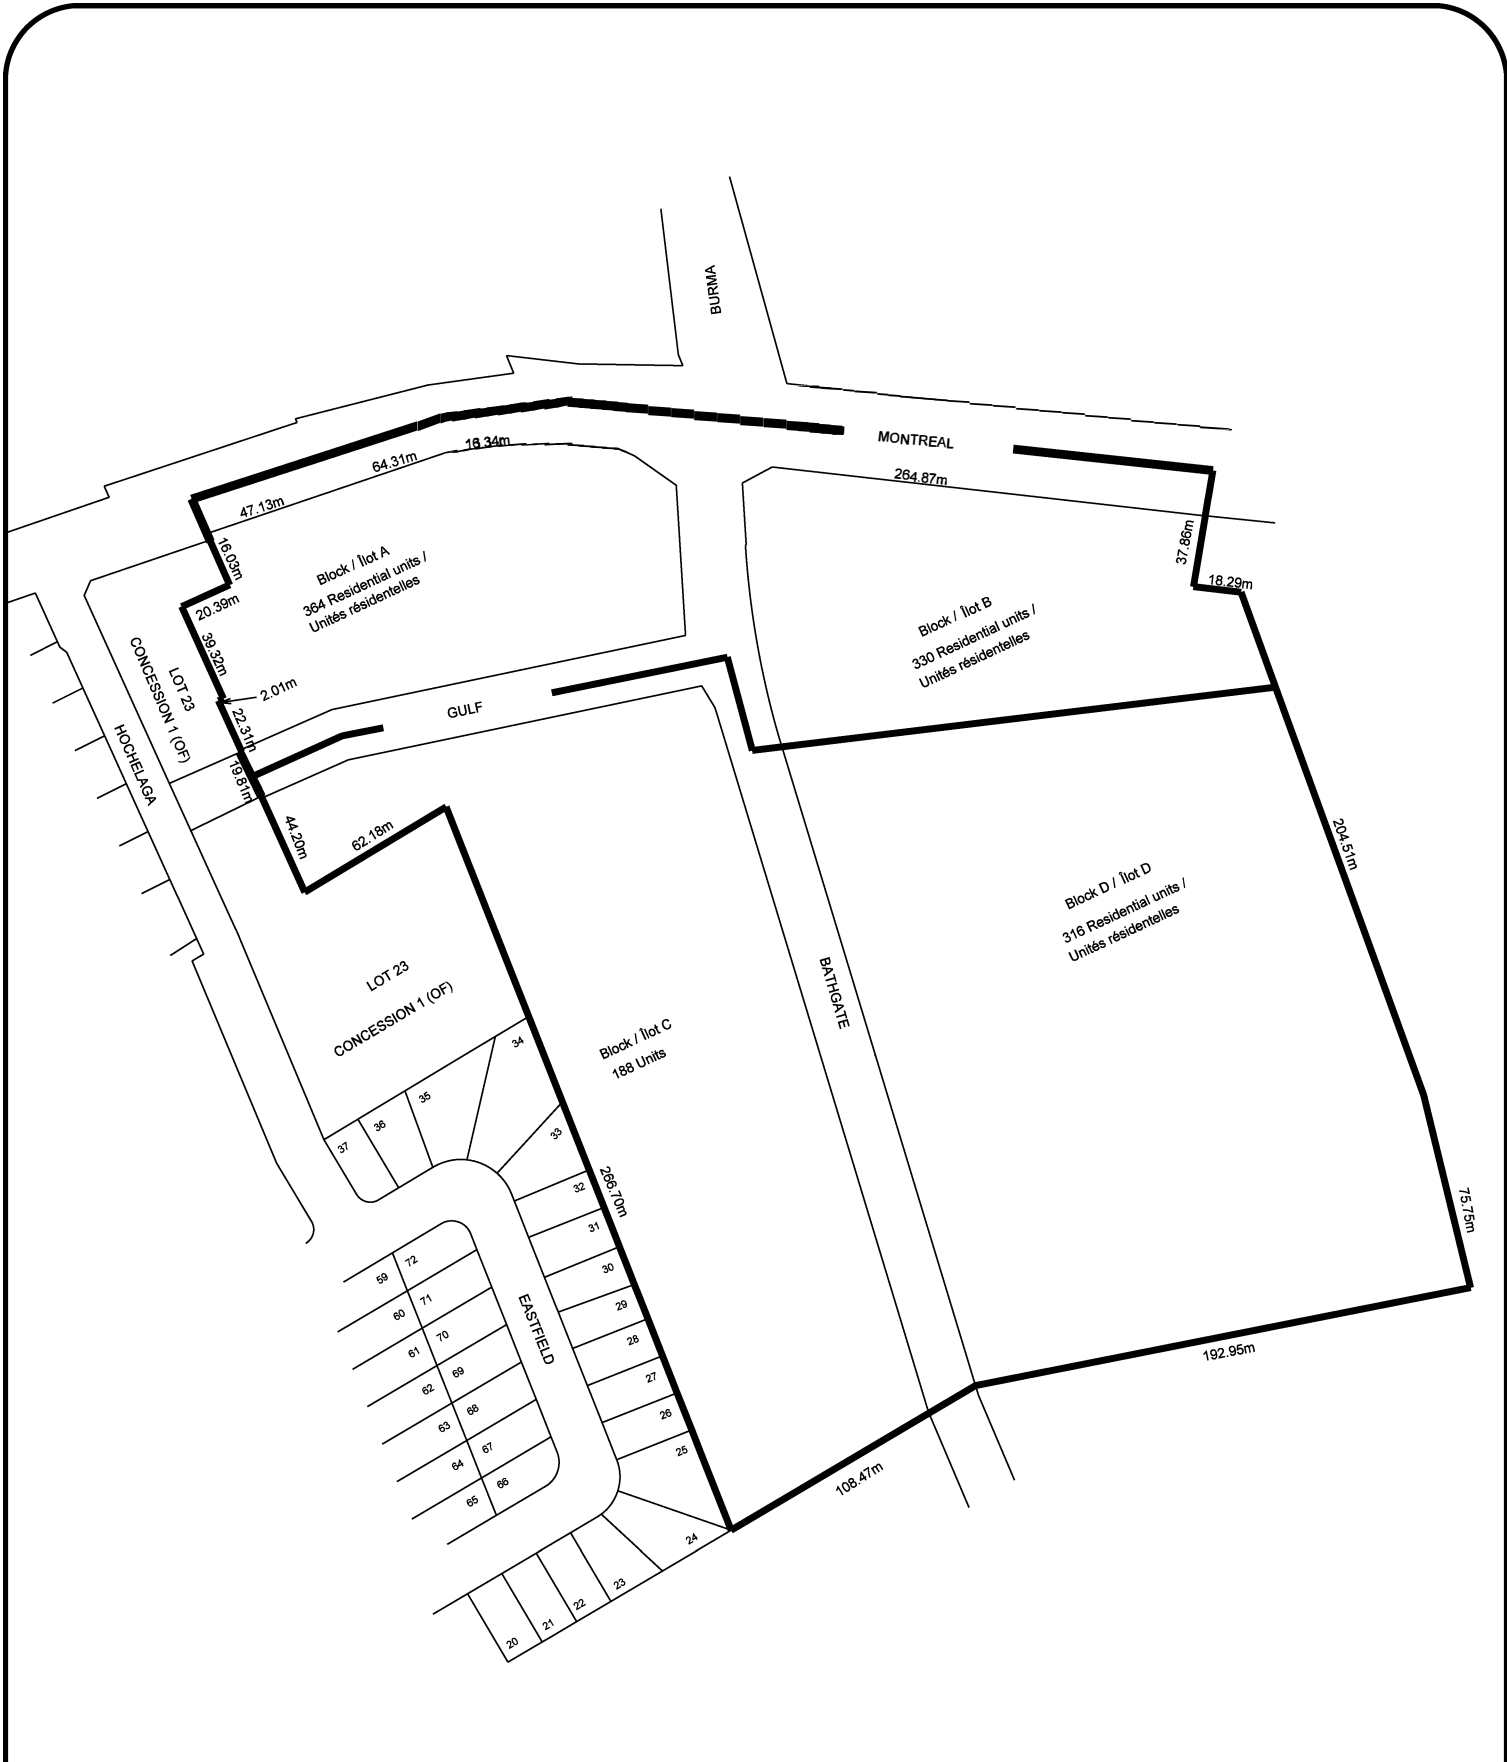 BURMA
MONTREAL
16.34m
64.31m
264.87m
47.13m
16.03m
37.86m
Block / Îlot A
364 Residential units /
Unités résidentelles
18.29m
20.39m
Block / Îlot B
330 Residential units /
Unités résidentelles
39.32m
LOT 23
CONCESSION 1 (OF)
2.01m
GULF
22.31m
HOCHELAGA
19.81m
44.20m
62.18m
204.51m
Block D / Îlot D
316 Residential units /
Unités résidentelles
LOT 23
CONCESSION 1 (OF)
BATHGATE
Block / Îlot C
188 Units
34
35
36
37
33
32
266.70m
31
75.75m
30
72
59
29
71
60
EASTFIELD
28
70
61
192.95m
69
62
27
68
63
26
67
64
25
66
65
108.47m
24
23
22
21
20